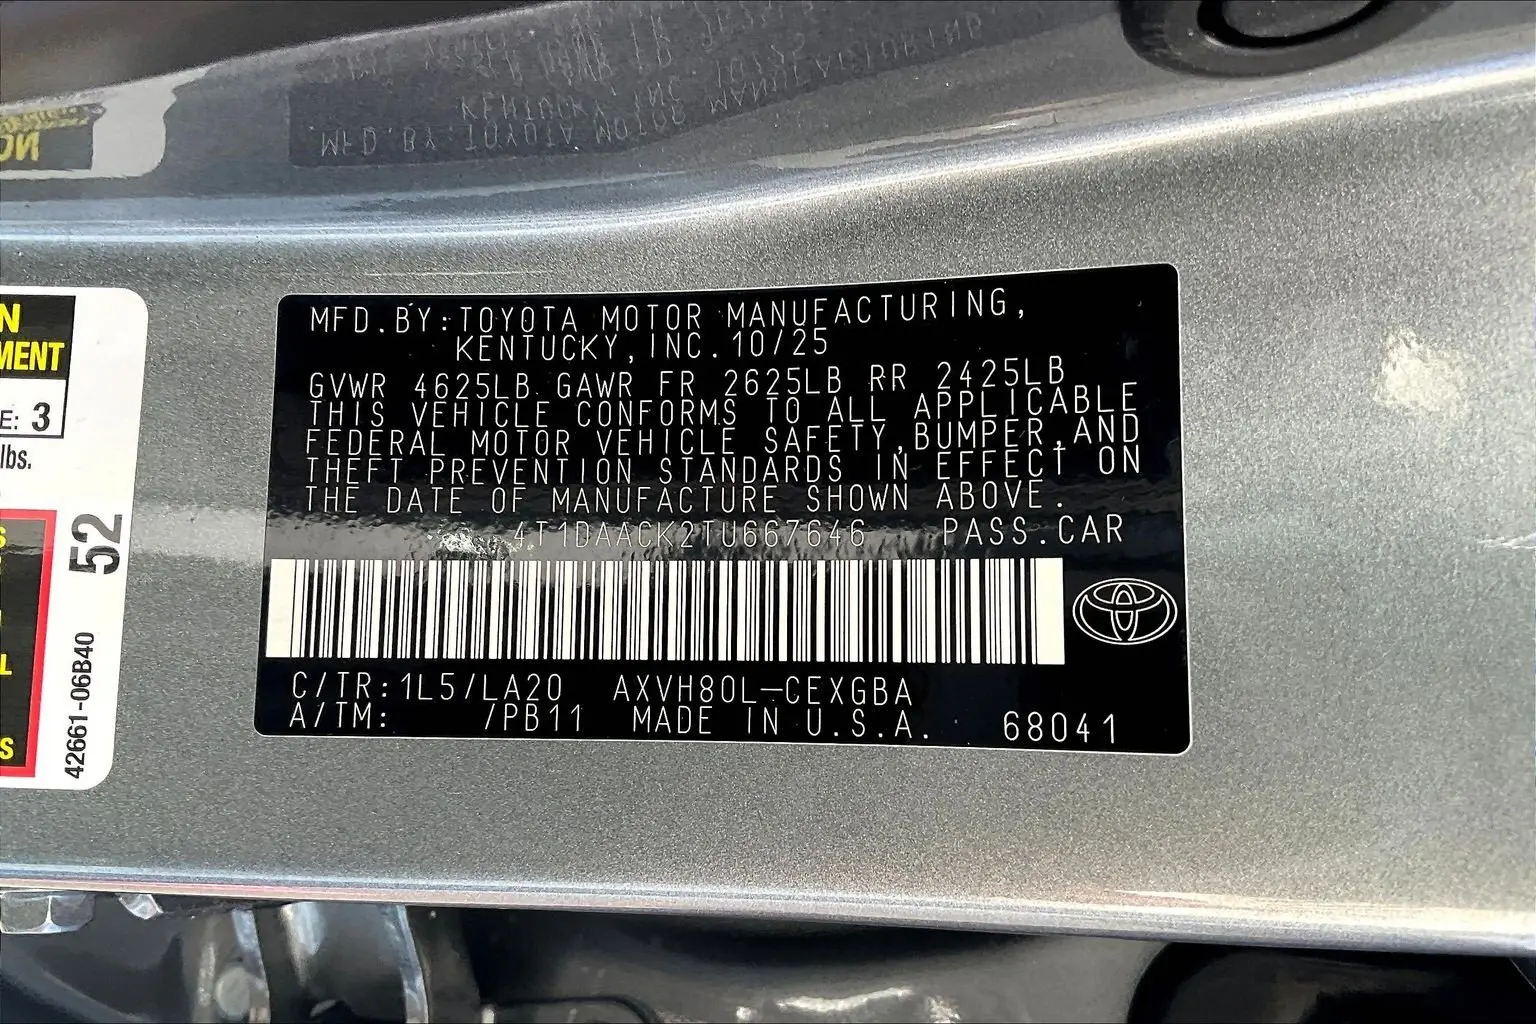 N
MENT
E: 3
lbs.
52
42661-06B40
S
L
S
MFD.BY:TOYOTA MOTOR MANUFACTURING,
KENTUCKY,INC.10/25
GVWR 4625LB GAWR FR 2625LB RR 2425LB
THIS VEHICLE CONFORMS TO ALL APPLICABLE
FEDERAL MOTOR VEHICLE SAFETY,BUMPER,AND
THEFT PREVENTION STANDARDS IN EFFECT ON
THE DATE OF MANUFACTURE SHOWN ABOVE.
4T1DAACK2TU667646 PASS.CAR
C/TR:1L5/LA20 AXVH80L-CEXGBA
A/TM: /PB11 MADE IN U.S.A. 68041